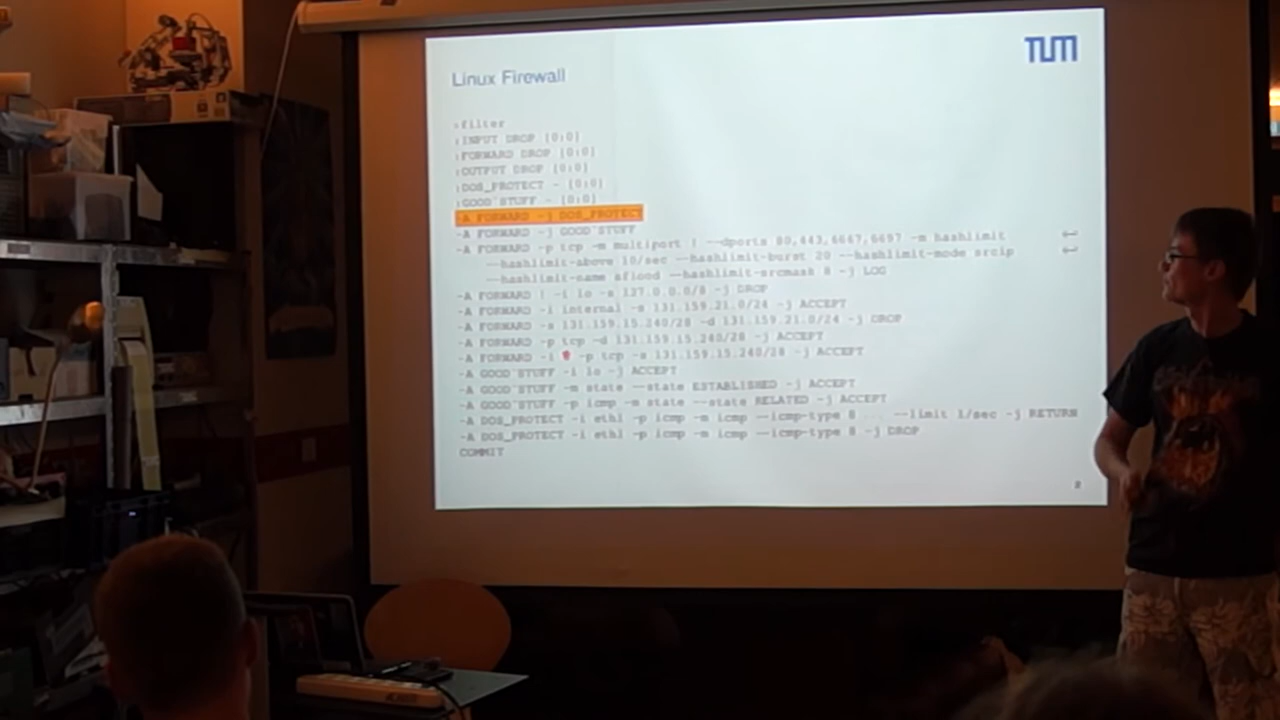 TUM
Linux Firewall
*filter
:INPUT DROP [0:0]
:FORWARD DROP [0:0]
:OUTPUT DROP [0:0]
:DOS_PROTECT - [0:0]
:GOOD~STUFF - [0:0]
-A FORWARD -j DOS_PROTECT
-A FORWARD -j GOOD~STUFF
-A FORWARD -p tcp -m multiport ! --dports 80,443,6667,6697 -m hashlimit ↩
--hashlimit-above 10/sec --hashlimit-burst 20 --hashlimit-mode srcip ↩
--hashlimit-name aflood --hashlimit-srcmask 8 -j LOG
-A FORWARD ! -i lo -s 127.0.0.0/8 -j DROP
-A FORWARD -i internal -s 131.159.21.0/24 -j ACCEPT
-A FORWARD -s 131.159.15.240/28 -d 131.159.21.0/24 -j DROP
-A FORWARD -p tcp -d 131.159.15.240/28 -j ACCEPT
-A FORWARD -i -p tcp -s 131.159.15.240/28 -j ACCEPT
-A GOOD~STUFF -i lo -j ACCEPT
-A GOOD~STUFF -m state --state ESTABLISHED -j ACCEPT
-A GOOD~STUFF -p icmp -m state --state RELATED -j ACCEPT
-A DOS_PROTECT -i eth1 -p icmp -m icmp --icmp-type 8 ... --limit 1/sec -j RETURN
-A DOS_PROTECT -i eth1 -p icmp -m icmp --icmp-type 8 -j DROP
COMMIT
8